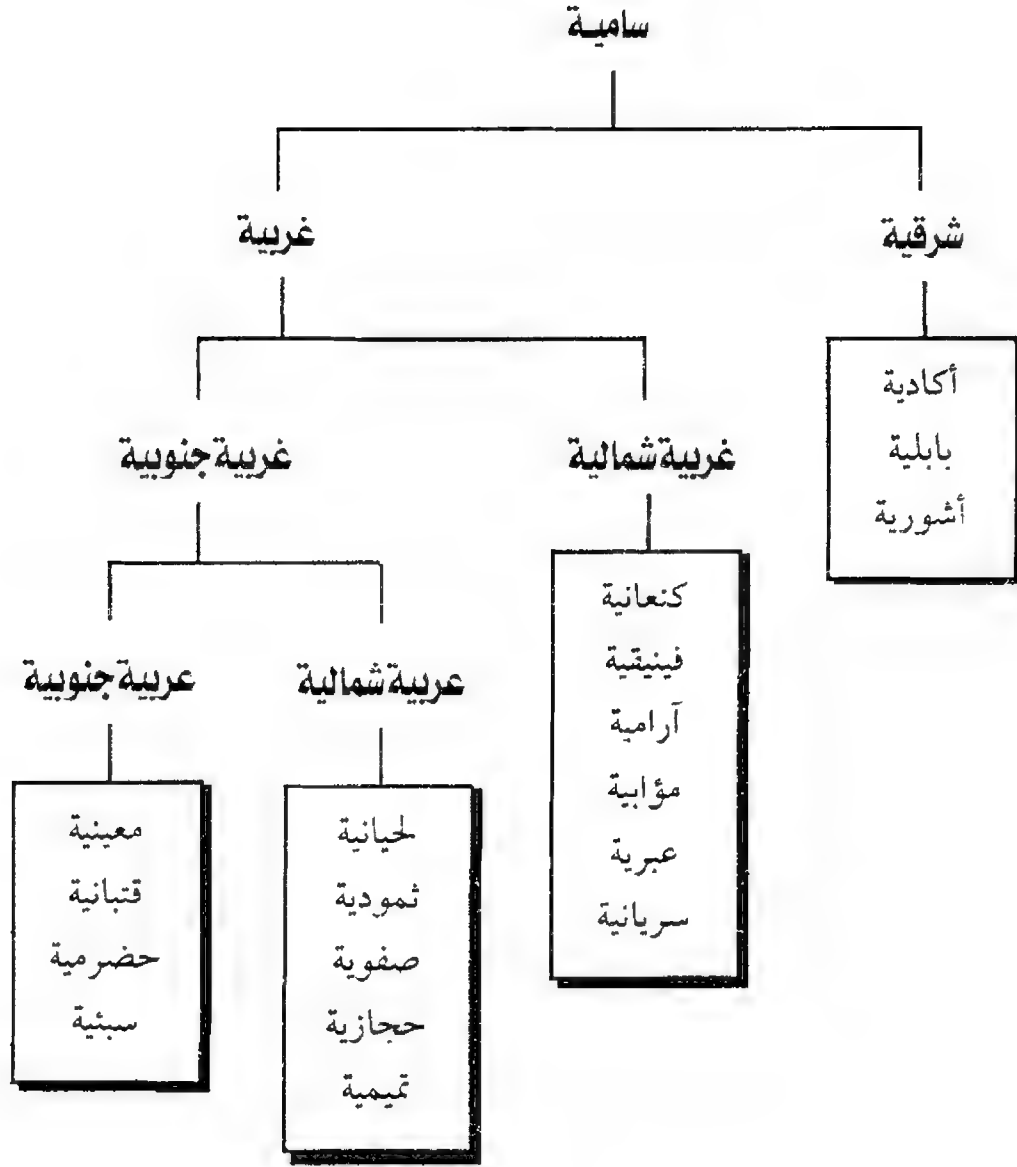 سامية
شرقية
غربية
أكادية
بابلية
أشورية
غربية شمالية
غربية جنوبية
كنعانية
فينيقية
آرامية
مؤابية
عبرية
سريانية
عربية شمالية
عربية جنوبية
لحيانية
ثمودية
صفوية
حجازية
تميمية
معينية
قتبانية
حضرمية
سبئية